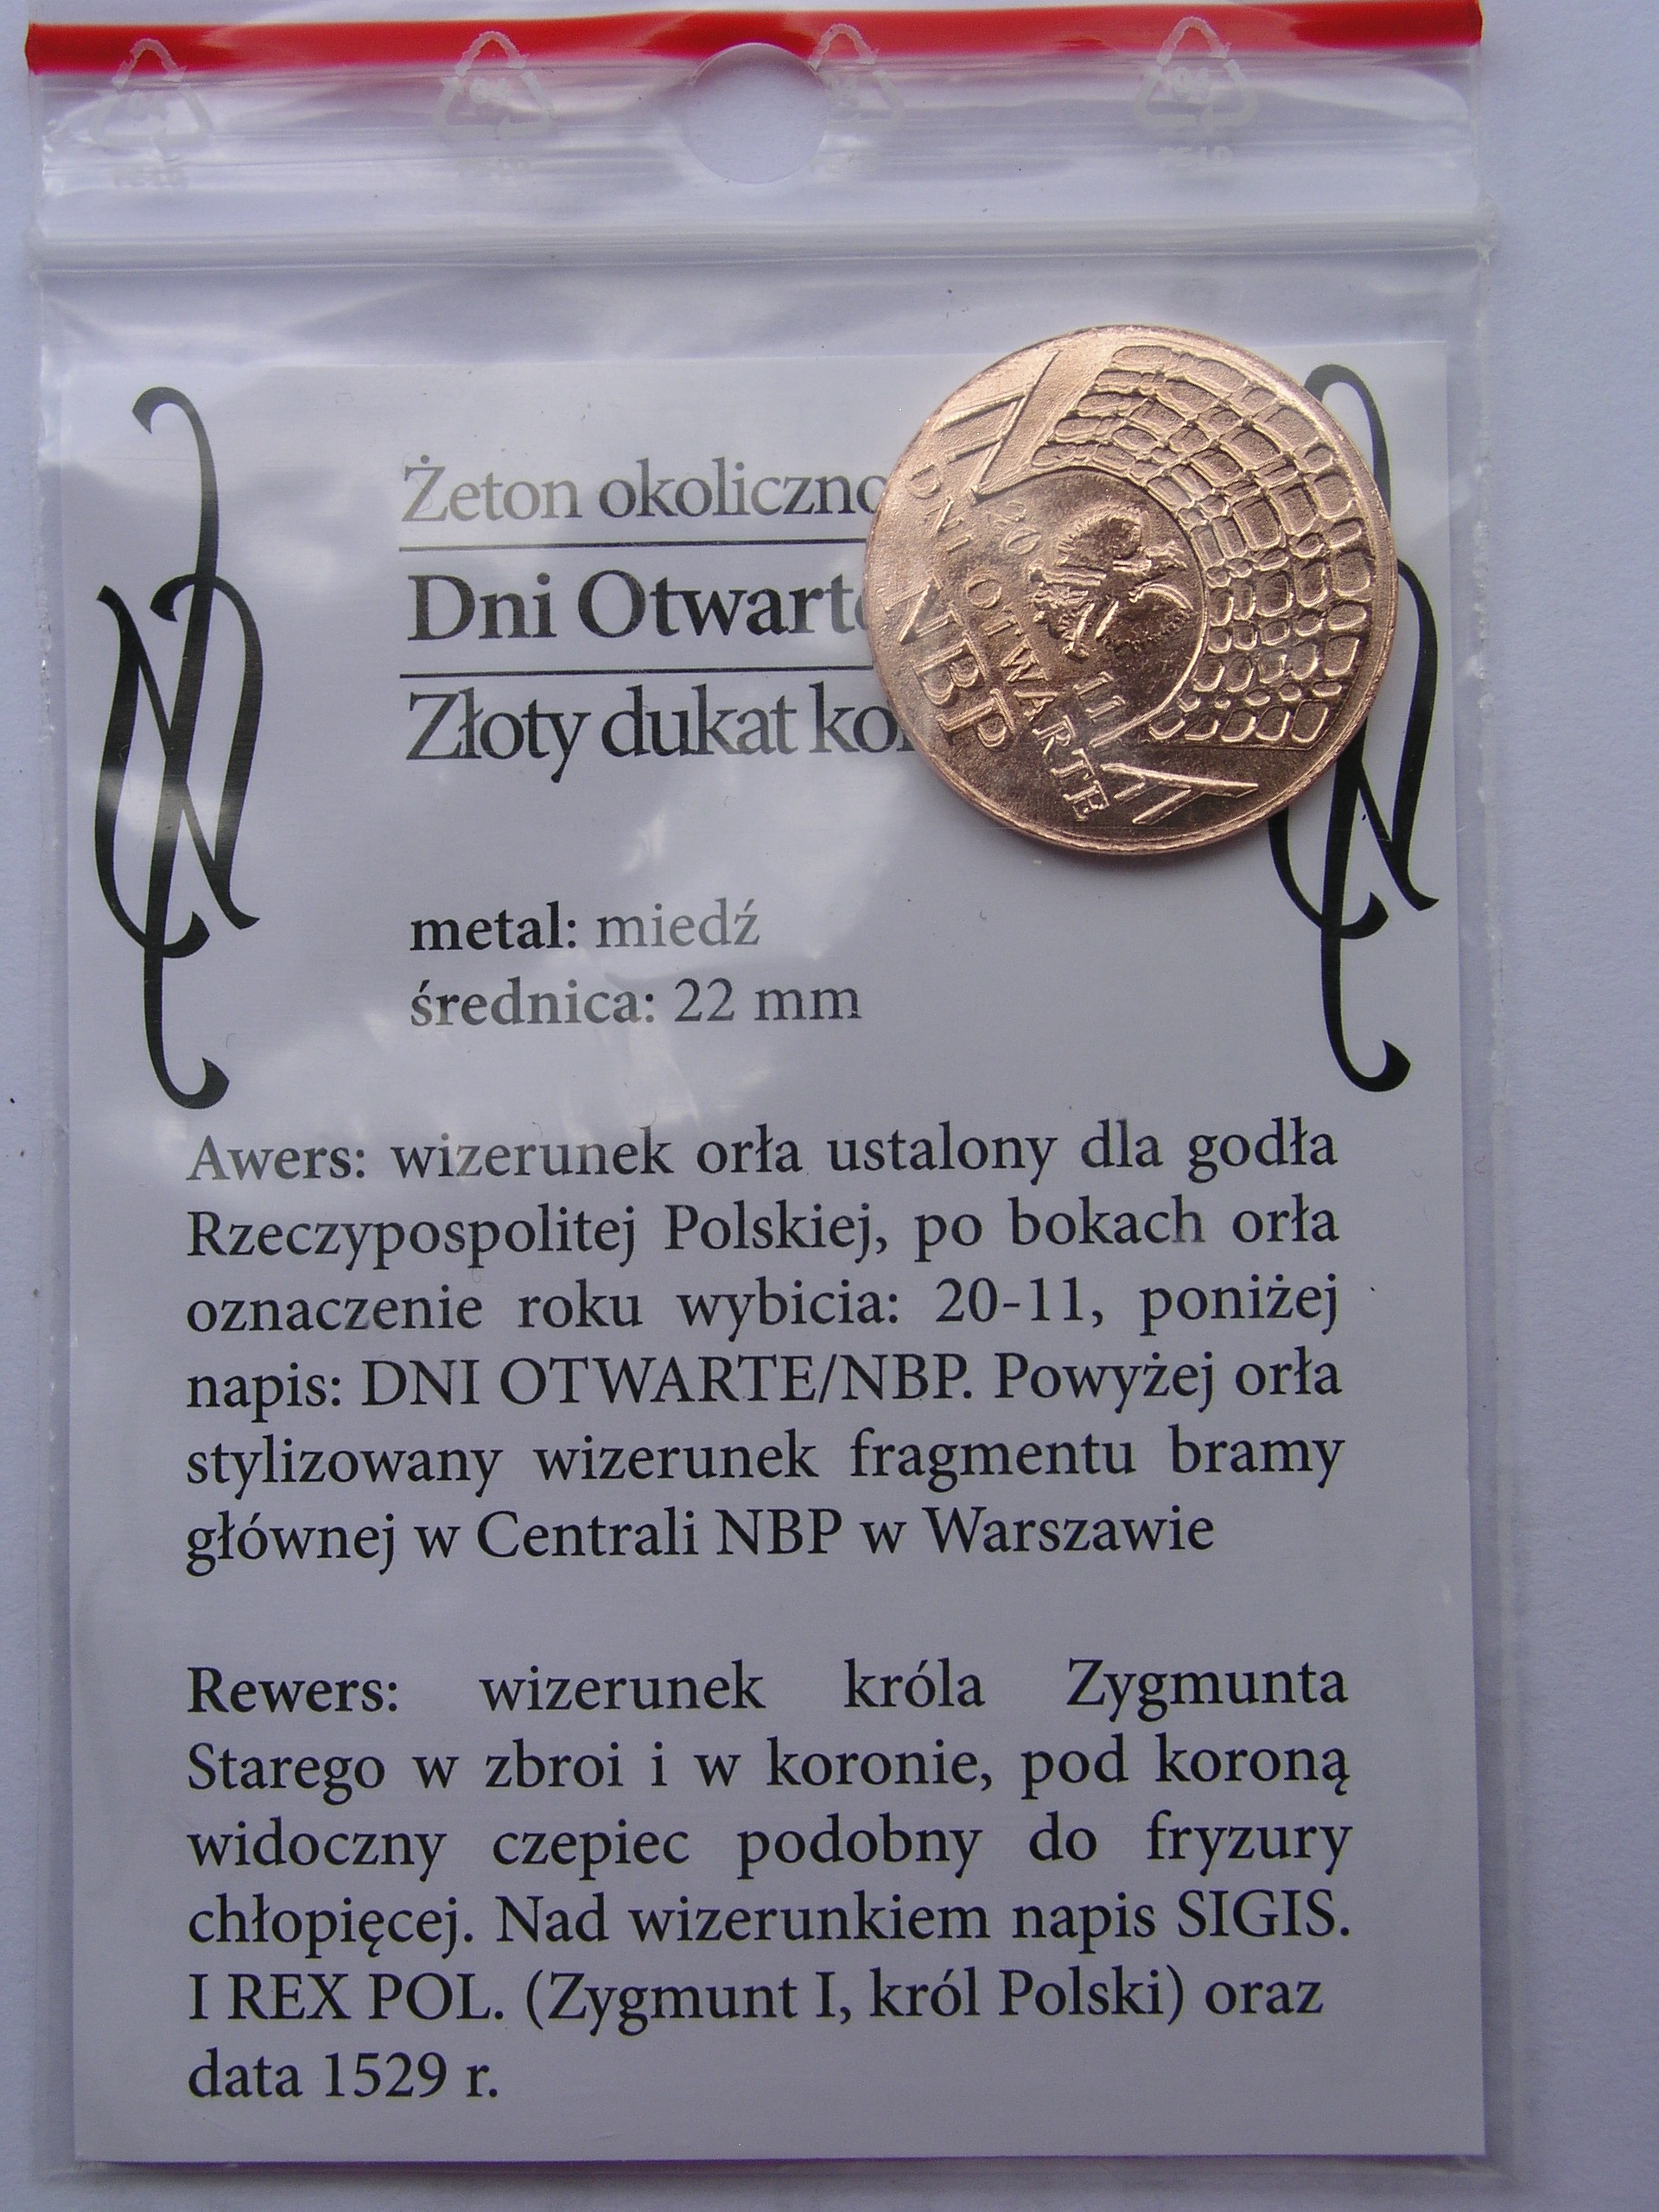 Żeton okoliczno
Dni Otwarte
Złoty dukat ko
20 11
DNI OTWARTE
NBP
metal: miedź
średnica: 22 mm
Awers: wizerunek orła ustalony dla godła
Rzeczypospolitej Polskiej, po bokach orła
oznaczenie roku wybicia: 20-11, poniżej
napis: DNI OTWARTE/NBP. Powyżej orła
stylizowany wizerunek fragmentu bramy
głównej w Centrali NBP w Warszawie
Rewers: wizerunek króla Zygmunta
Starego w zbroi i w koronie, pod koroną
widoczny czepiec podobny do fryzury
chłopięcej. Nad wizerunkiem napis SIGIS.
I REX POL. (Zygmunt I, król Polski) oraz
data 1529 r.